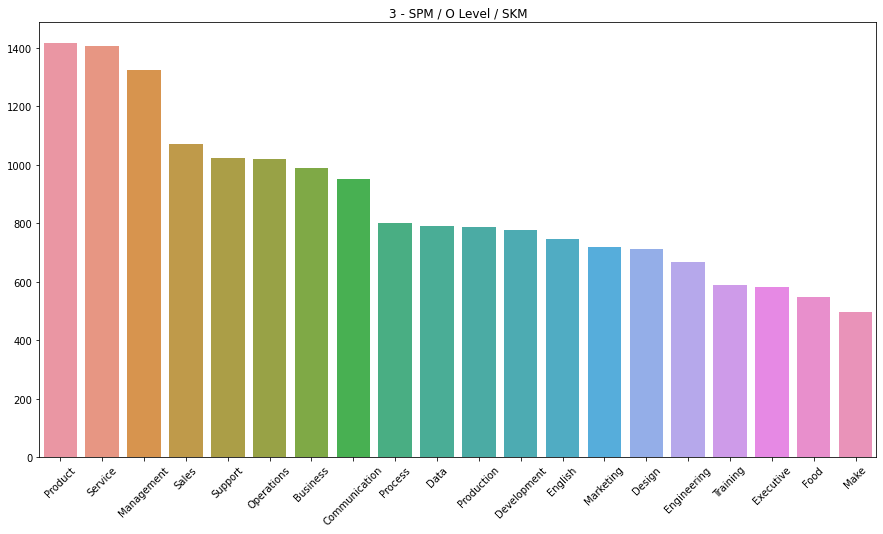 3 - SPM / O Level / SKM
1400
1200
1000
800
600
400
200
0
Product
Service
Management
Sales
Support
Operations
Business
Communication
Process
Data
Production
Development
English
Marketing
Design
Engineering
Training
Executive
Food
Make